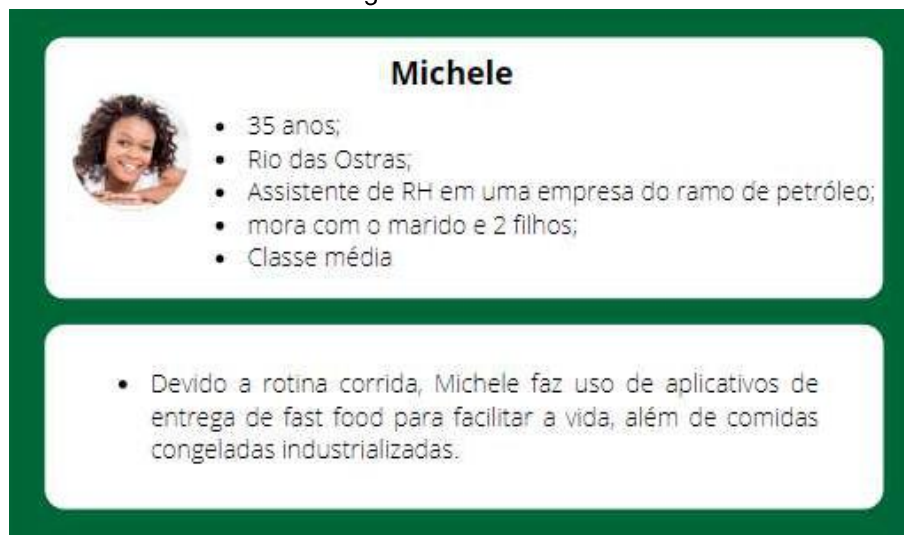 Michele
• 35 anos;
• Rio das Ostras;
• Assistente de RH em uma empresa do ramo de petróleo;
• mora com o marido e 2 filhos;
• Classe média
• Devido a rotina corrida, Michele faz uso de aplicativos de
entrega de fast food para facilitar a vida, além de comidas
congeladas industrializadas.